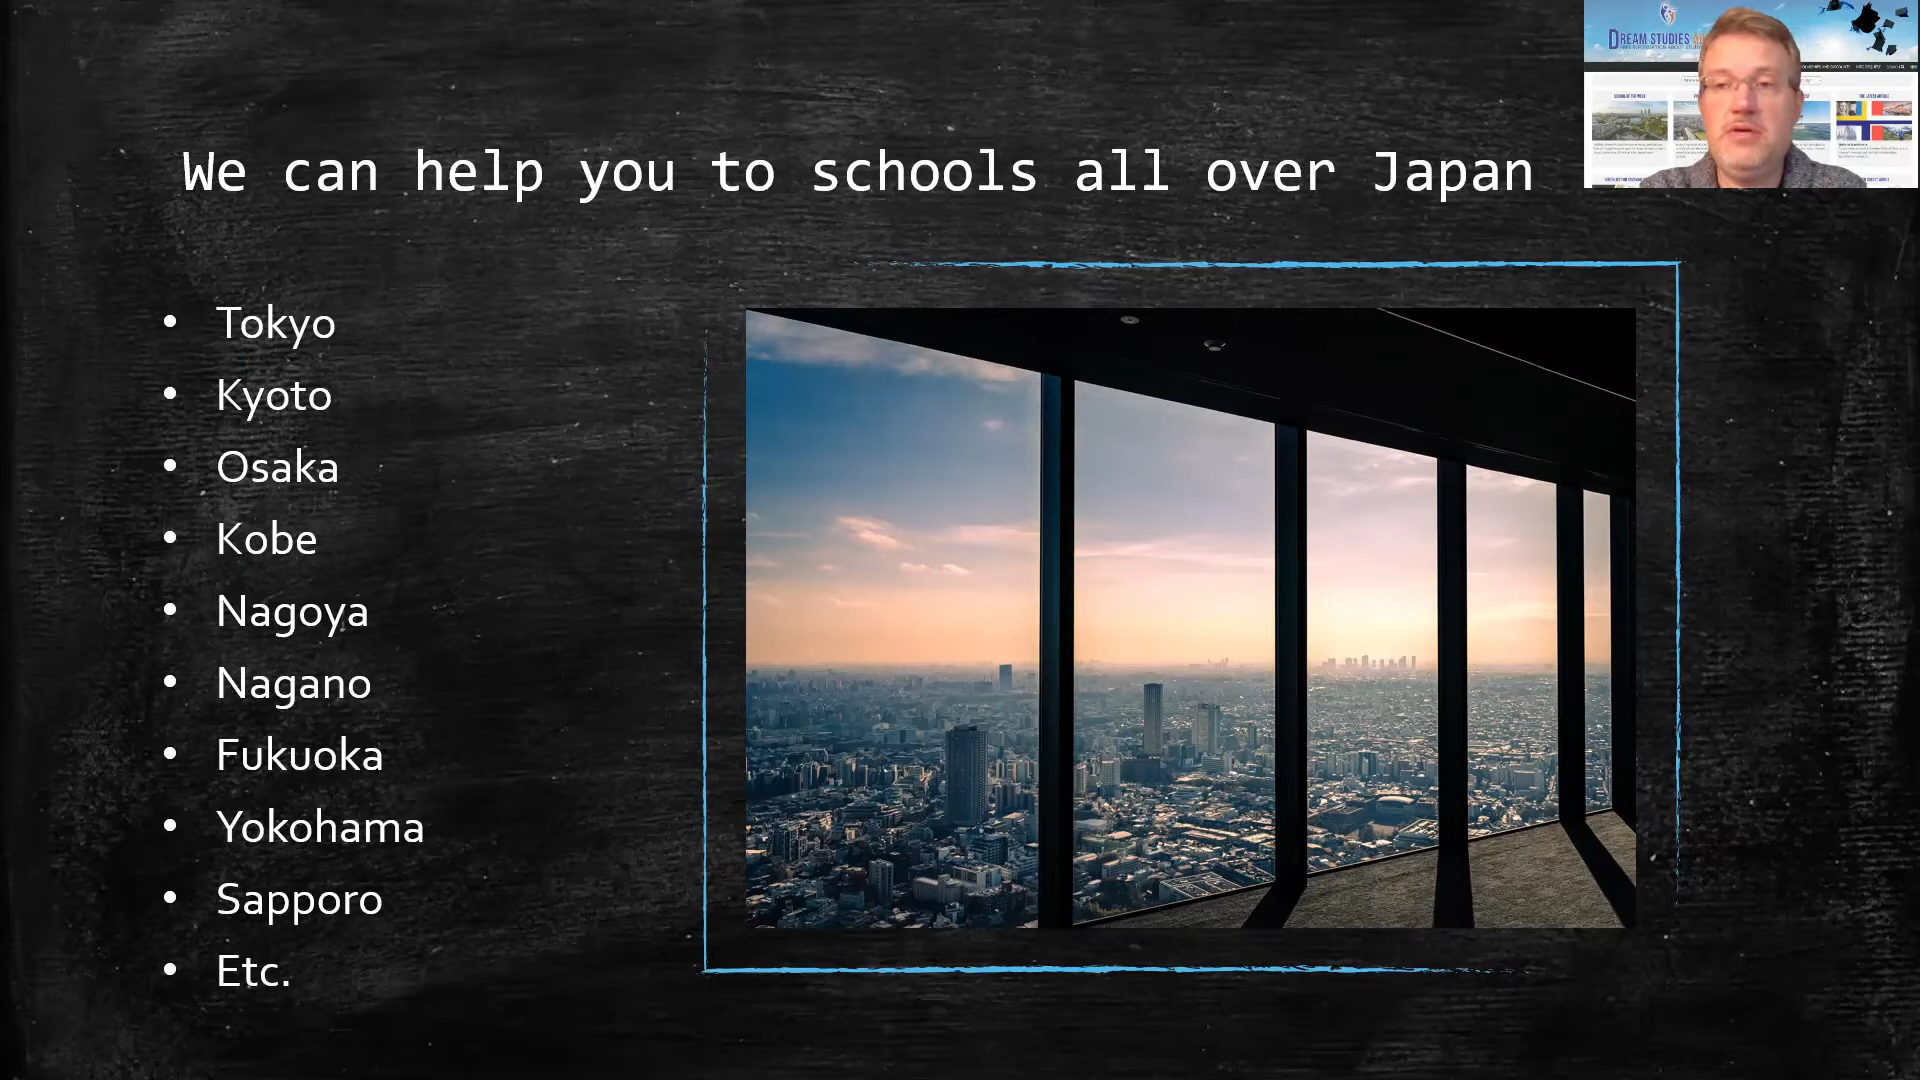 We can help you to schools all over Japan
• Tokyo
• Kyoto
• Osaka
• Kobe
• Nagoya
• Nagano
• Fukuoka
• Yokohama
• Sapporo
• Etc.
DREAM STUDIES